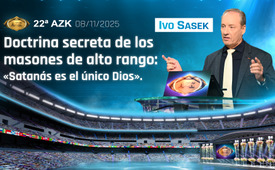 22ª AZK 08/11/2025
IVO SASEK
Doctrina secreta de los
masones de alto rango:
«Satanás es el único Dios».